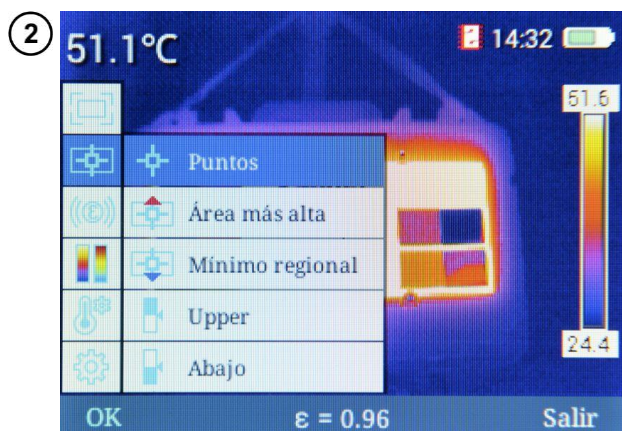 2
51.1°C
14:32
51.6
Puntos
Área más alta
Mínimo regional
Upper
Abajo
24.4
OK
ε = 0.96
Salir